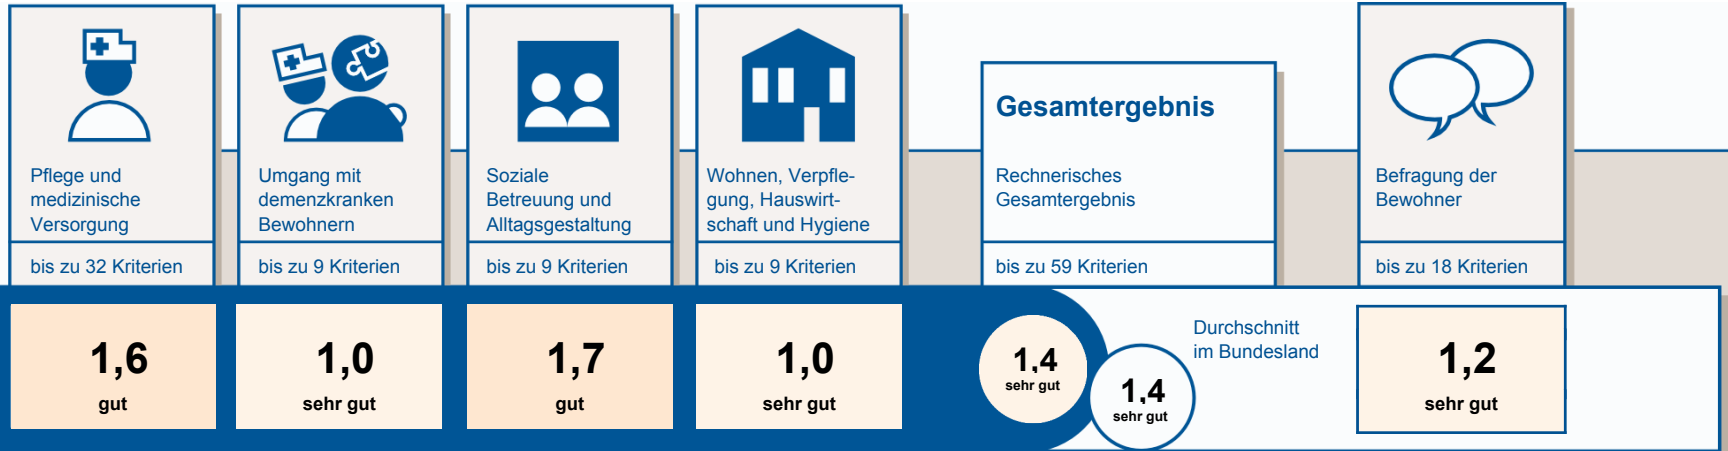 Pflege und
medizinische
Versorgung
bis zu 32 Kriterien
1,6
gut
Umgang mit
demenzkranken
Bewohnern
bis zu 9 Kriterien
1,0
sehr gut
Soziale
Betreuung und
Alltagsgestaltung
bis zu 9 Kriterien
1,7
gut
Wohnen, Verpfle-
gung, Hauswirt-
schaft und Hygiene
bis zu 9 Kriterien
1,0
sehr gut
Gesamtergebnis
Rechnerisches
Gesamtergebnis
bis zu 59 Kriterien
1,4
sehr gut
Durchschnitt
im Bundesland
1,4
sehr gut
Befragung der
Bewohner
bis zu 18 Kriterien
1,2
sehr gut